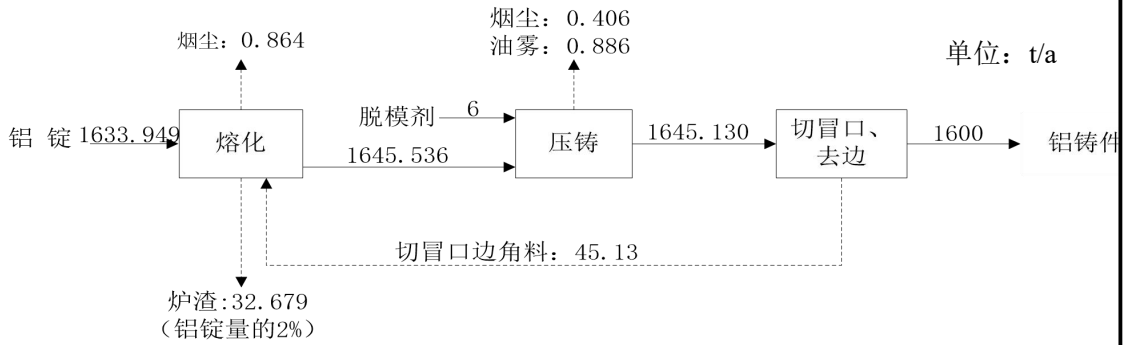 烟尘：0.864
烟尘：0.406
油雾：0.886
单位：t/a
铝 锭
1633.949
熔化
脱模剂
6
1645.536
压铸
1645.130
切冒口、
去边
1600
铝铸件
切冒口边角料：45.13
炉渣:32.679
（铝锭量的2%）